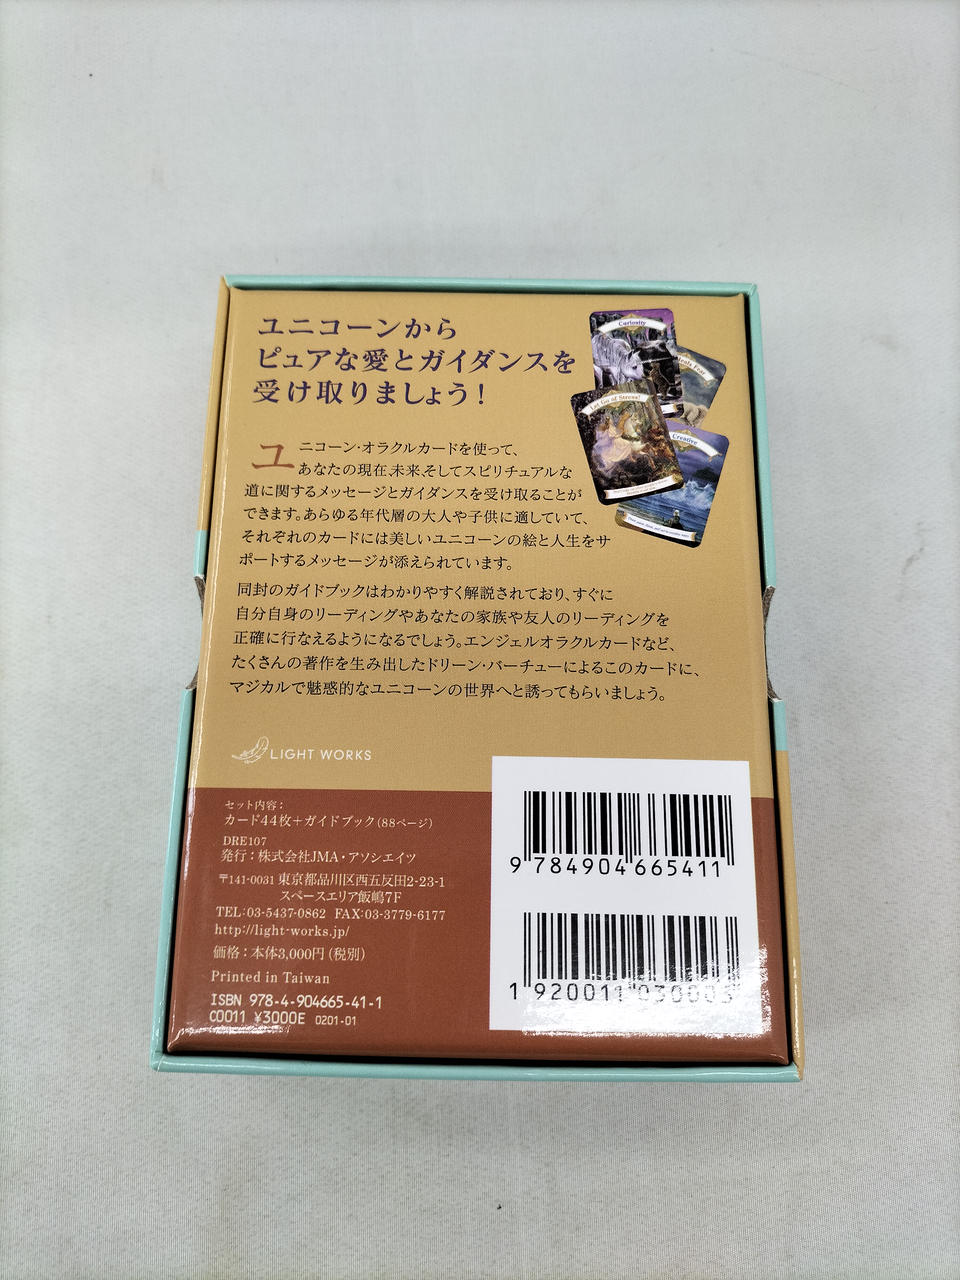 ユニコーンから
ピュアな愛とガイダンスを
受け取りましょう!
Curiosity
Fear
Let Go of Stress!
Creative
ユニコーン・オラクルカードを使って、
あなたの現在、未来、そしてスピリチュアルな
道に関するメッセージとガイダンスを受け取ることが
できます。あらゆる年代層の大人や子供に適していて、
それぞれのカードには美しいユニコーンの絵と人生をサ
ポートするメッセージが添えられています。
同封のガイドブックはわかりやすく解説されており、すぐに
自分自身のリーディングやあなたの家族や友人のリーディングを
正確に行なえるようになるでしょう。エンジェルオラクルカードなど、
たくさんの著作を生み出したドリーン・バーチューによるこのカードに、
マジカルで魅惑的なユニコーンの世界へと誘ってもらいましょう。
LIGHT WORKS
セット内容:
カード44枚+ガイドブック(88ページ)
DRE107
発行:株式会社JMA・アソシエイツ
〒141-0031 東京都品川区西五反田2-23-1
スペースエリア飯嶋7F
TEL:03-5437-0862 FAX:03-3779-6177
http://light-works.jp/
価格:本体3,000円(税別)
Printed in Taiwan
ISBN 978-4-904665-41-1
C0011 ¥3000E 0201-01
9 784904 665411
1 920011 030003